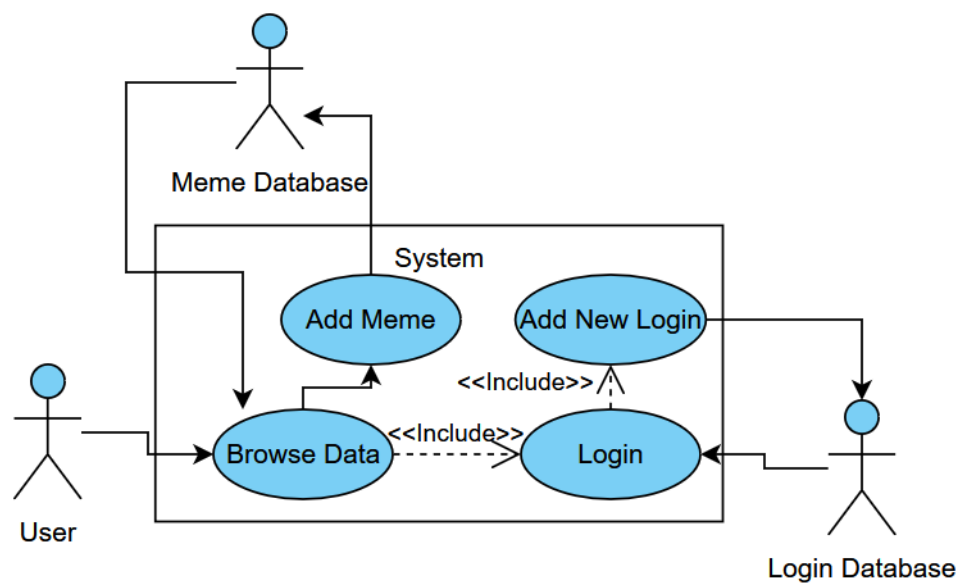 Meme Database
System
Add Meme
Add New Login
<<Include>>
<<Include>>
Browse Data
Login
User
Login Database